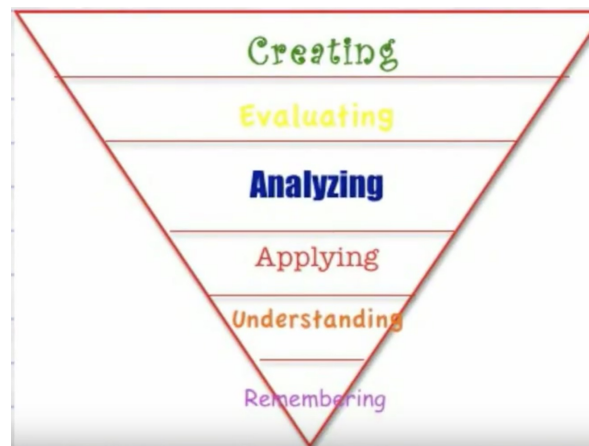 Creating
Evaluating
Analyzing
Applying
Understanding
Remembering